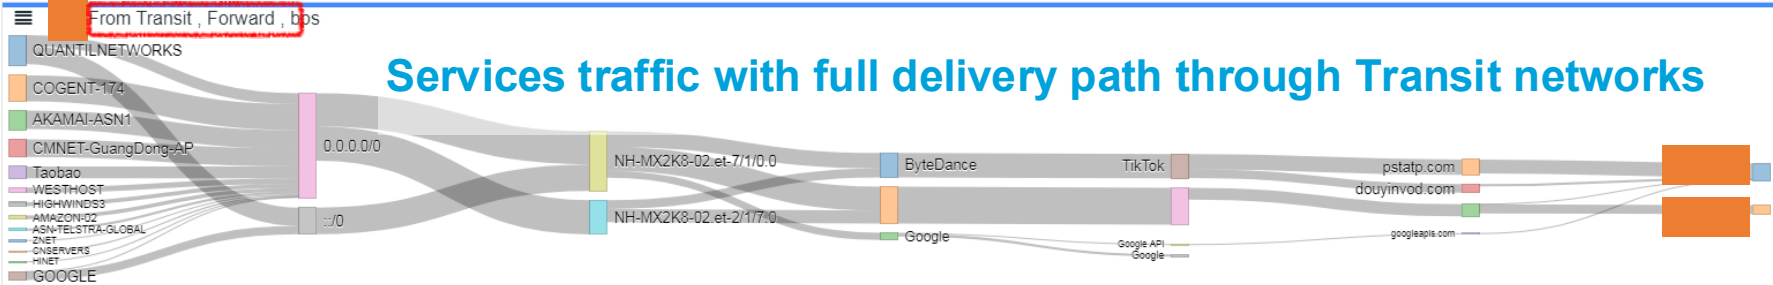 From Transit , Forward , bps
Services traffic with full delivery path through Transit networks
QUANTILNETWORKS
COGENT-174
AKAMAI-ASN1
CMNET-GuangDong-AP
Taobao
WESTHOST
HIGHWINDS3
AMAZON-02
ASN-TELSTRA-GLOBAL
ZNET
CNSERVERS
HINET
GOOGLE
0.0.0.0/0
::/0
NH-MX2K8-02.et-7/1/0.0
NH-MX2K8-02.et-2/1/7.0
ByteDance
Google
TikTok
Google API
Google
pstatp.com
douyinvod.com
googleapis.com